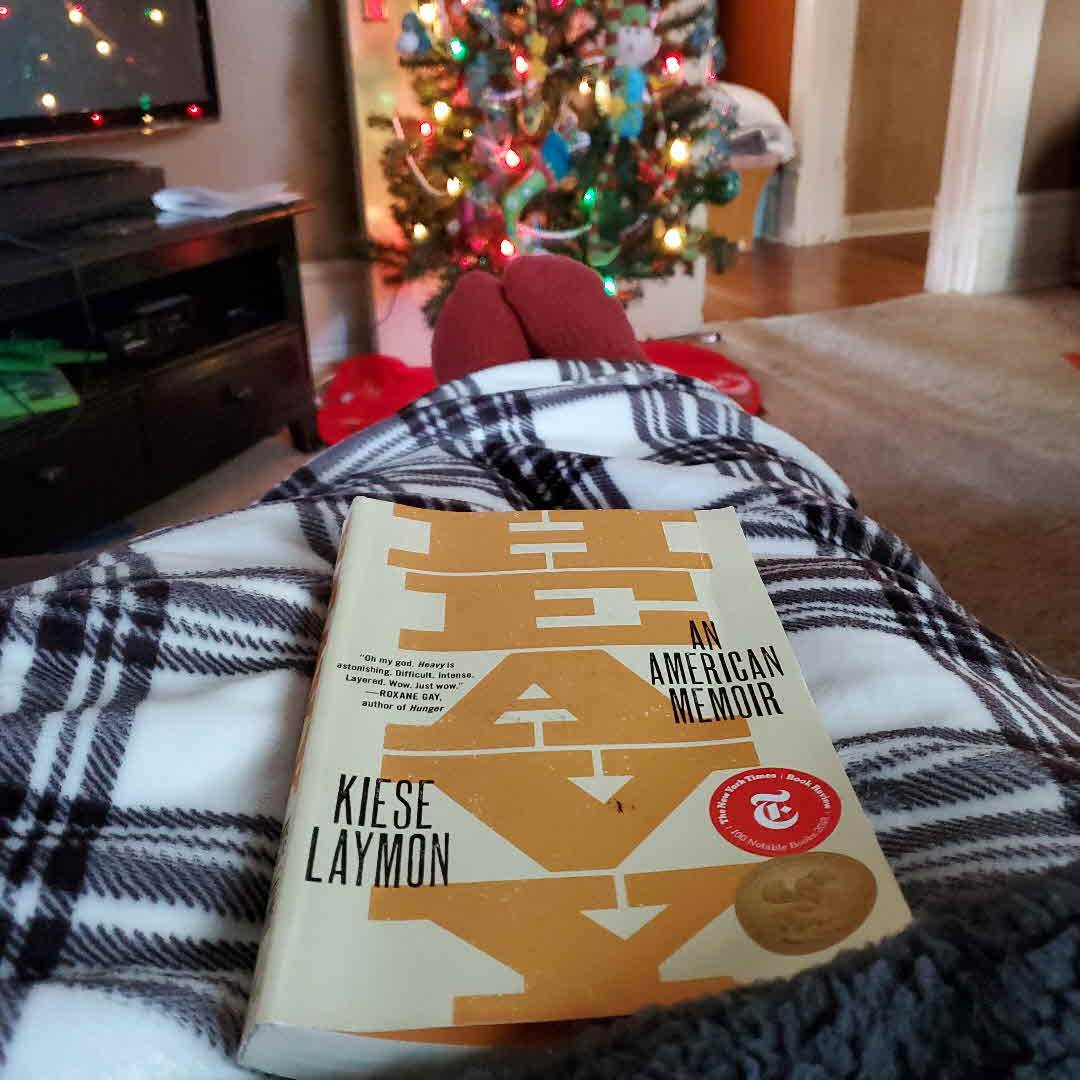 HEAVY
AN
AMERICAN
MEMOIR
"Oh my god. Heavy is
astonishing. Difficult. Intense.
Layered. Wow. Just wow."
—ROXANE GAY,
author of Hunger
KIESE
LAYMON
The New York Times | Book Review
T
100 Notable Books 2018